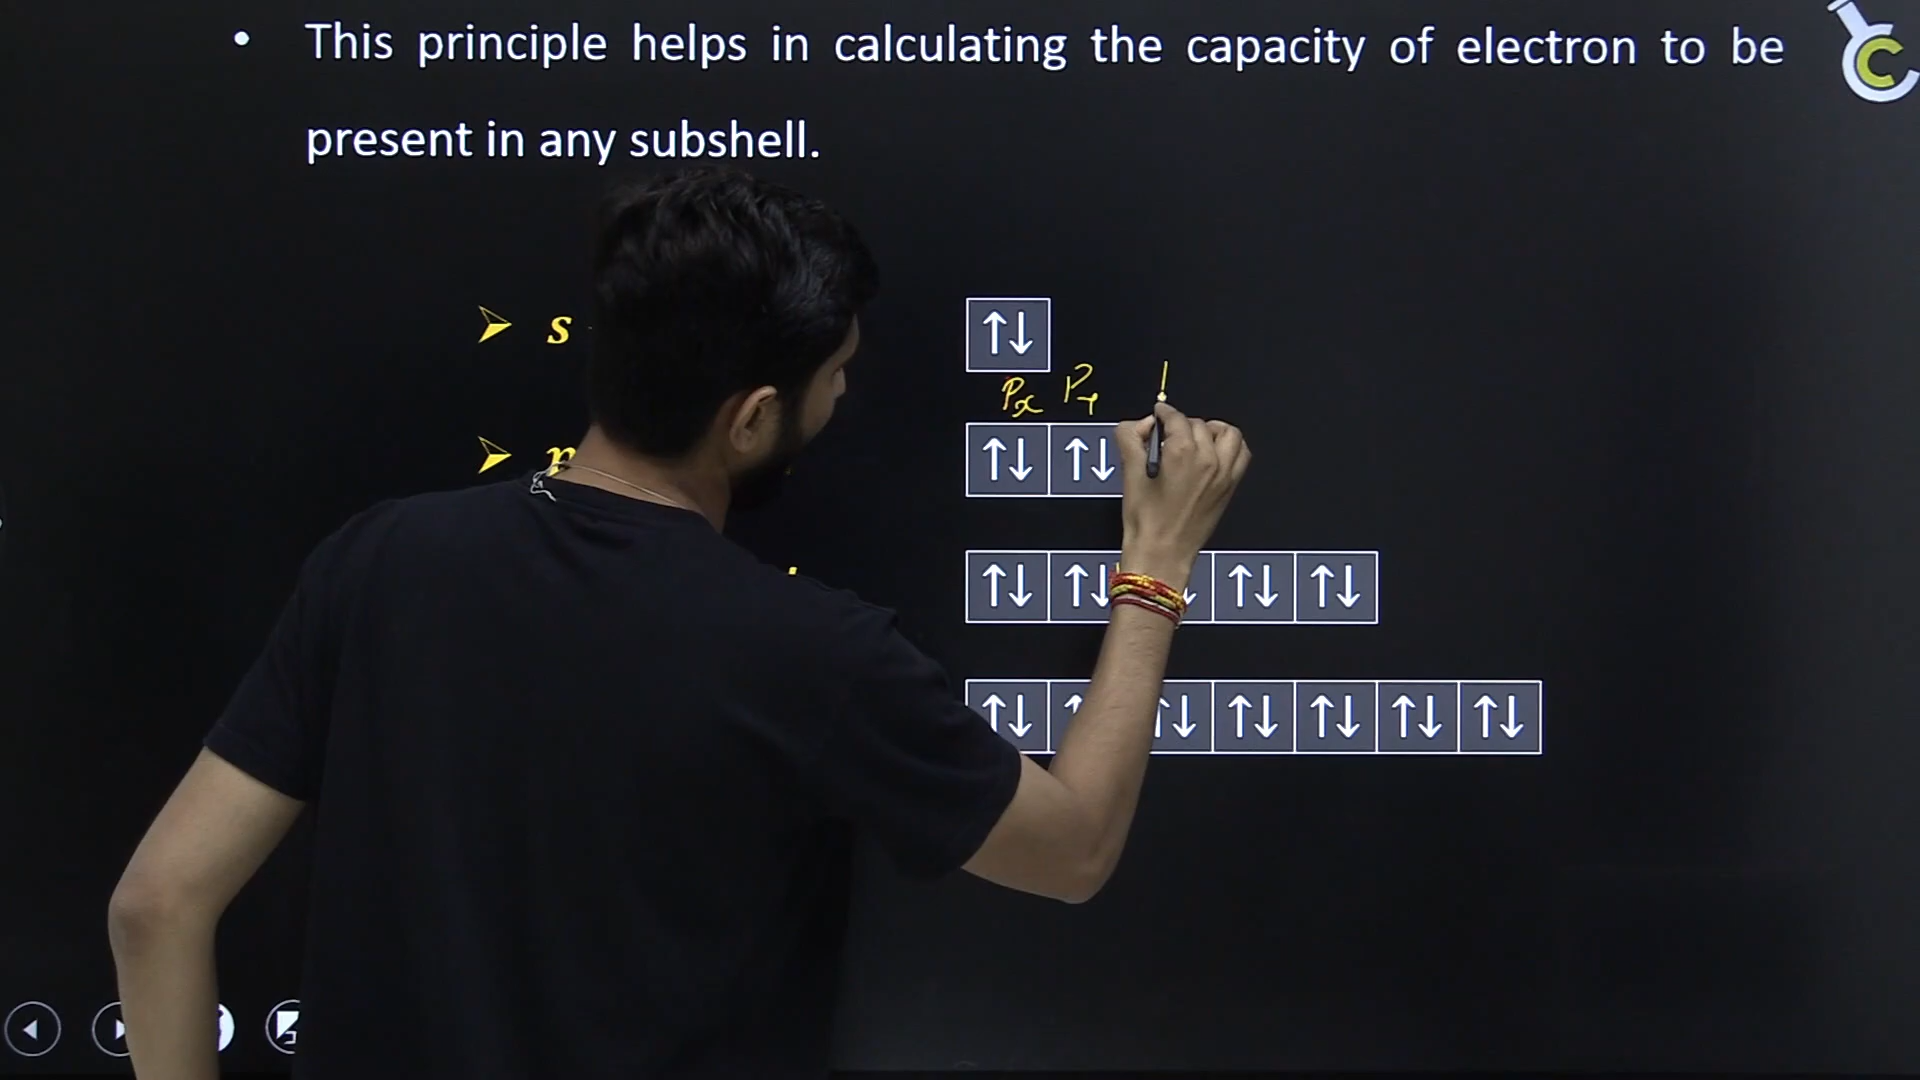 • This principle helps in calculating the capacity of electron to be
present in any subshell.
➢ s
↑↓
Px Py
➢ p
↑↓ ↑↓
↑↓ ↑↓ ↑↓ ↑↓
↑↓ ↑ ↑↓ ↑↓ ↑↓ ↑↓ ↑↓
C